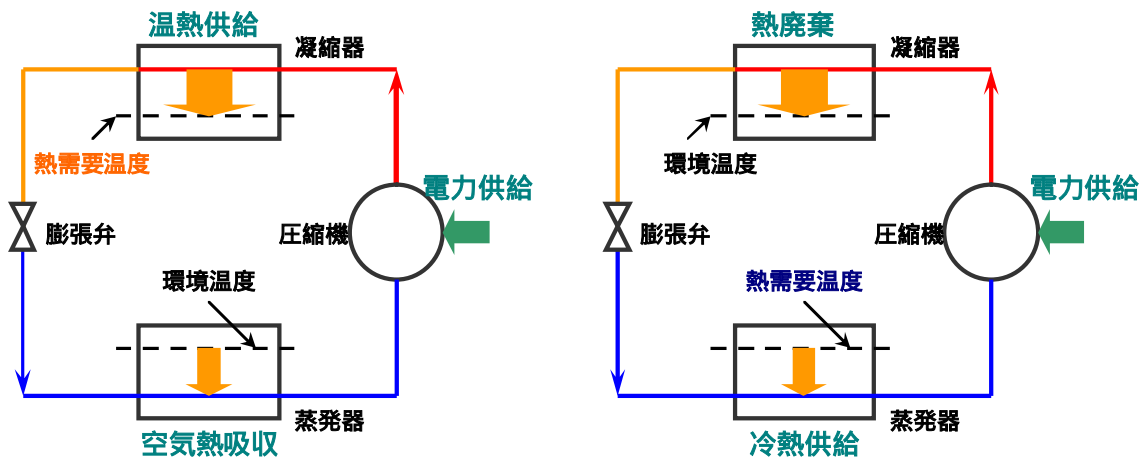 温熱供給
凝縮器
熱需要温度
電力供給
膨張弁
圧縮機
環境温度
蒸発器
空気熱吸収
熱廃棄
凝縮器
環境温度
電力供給
膨張弁
圧縮機
熱需要温度
蒸発器
冷熱供給